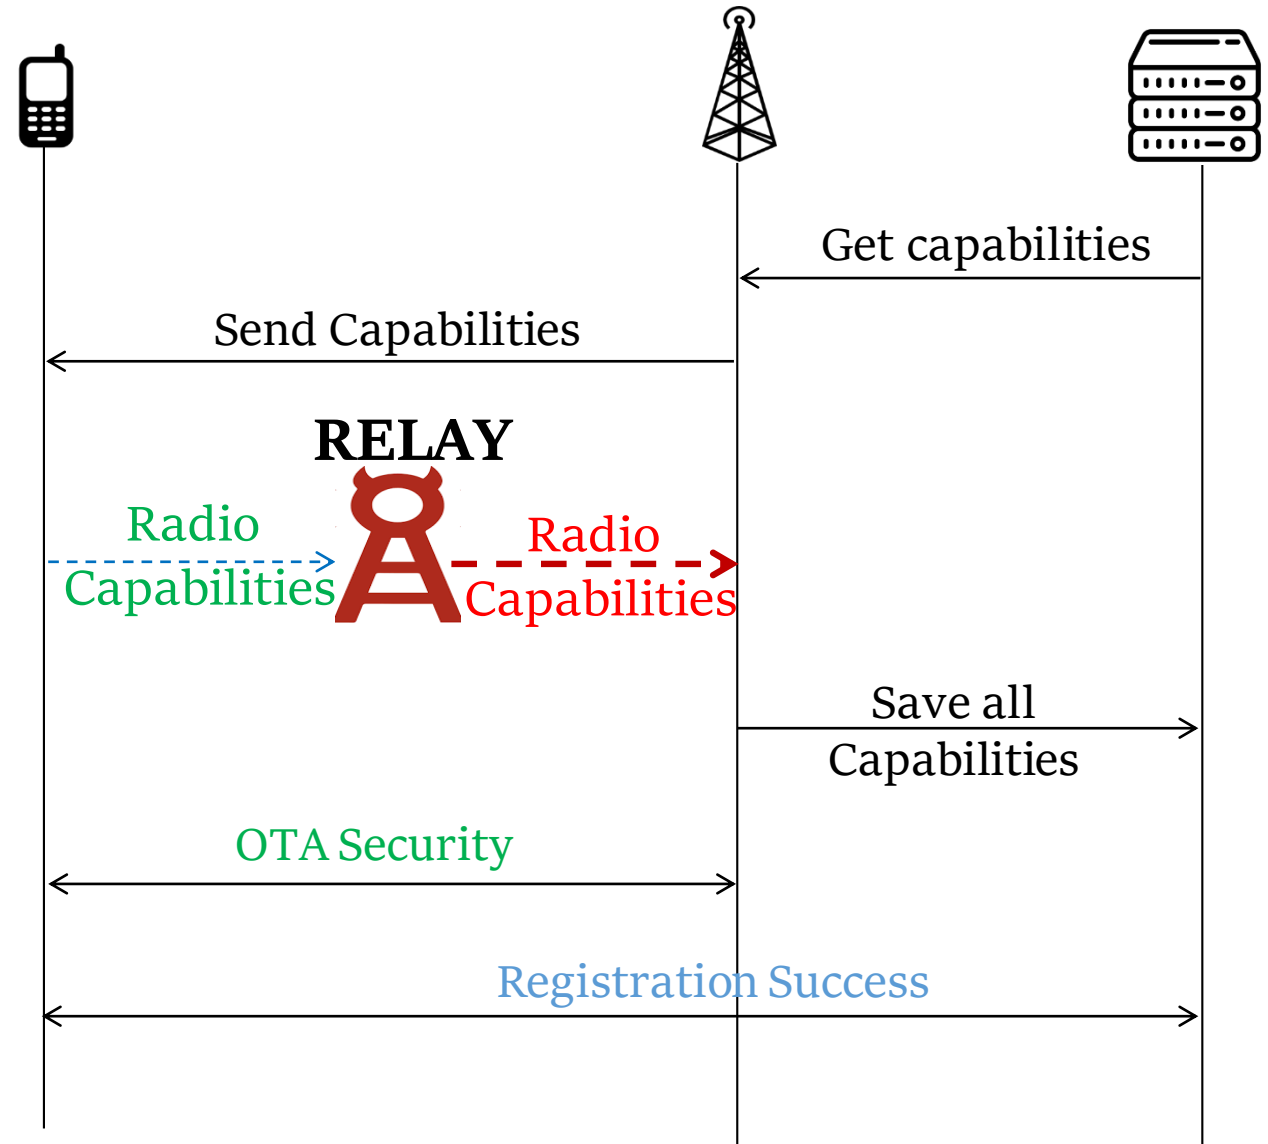 Get capabilities
Send Capabilities
RELAY
Radio
Capabilities
Radio
Capabilities
Save all
Capabilities
OTA Security
Registration Success